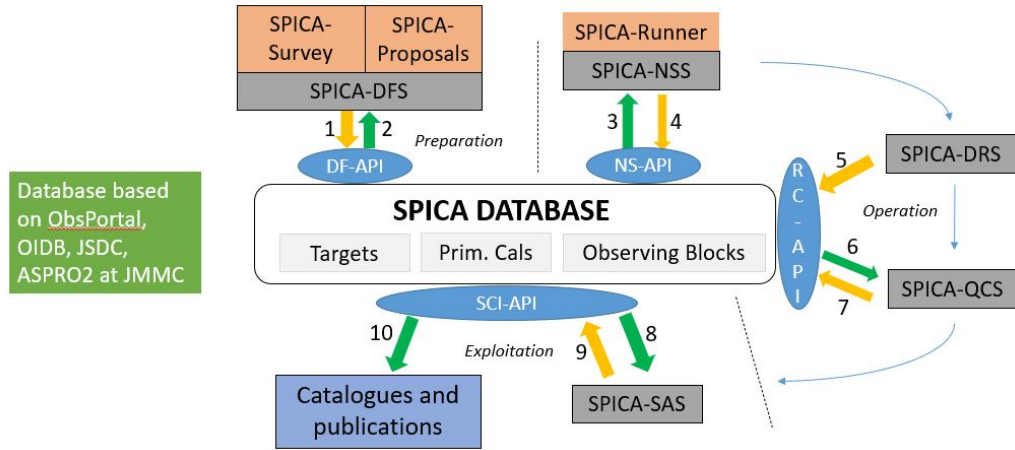 SPICA-
Survey
SPICA-
Proposals
SPICA-DFS
1
2
Preparation
DF-API
SPICA-Runner
SPICA-NSS
3
4
NS-API
SPICA-DRS
5
RC-API
Operation
6
7
SPICA-QCS
Database based
on ObsPortal,
OIDB, JSDC,
ASPRO2 at JMMC
SPICA DATABASE
Targets
Prim. Cals
Observing Blocks
SCI-API
10
Exploitation
9
8
Catalogues and
publications
SPICA-SAS